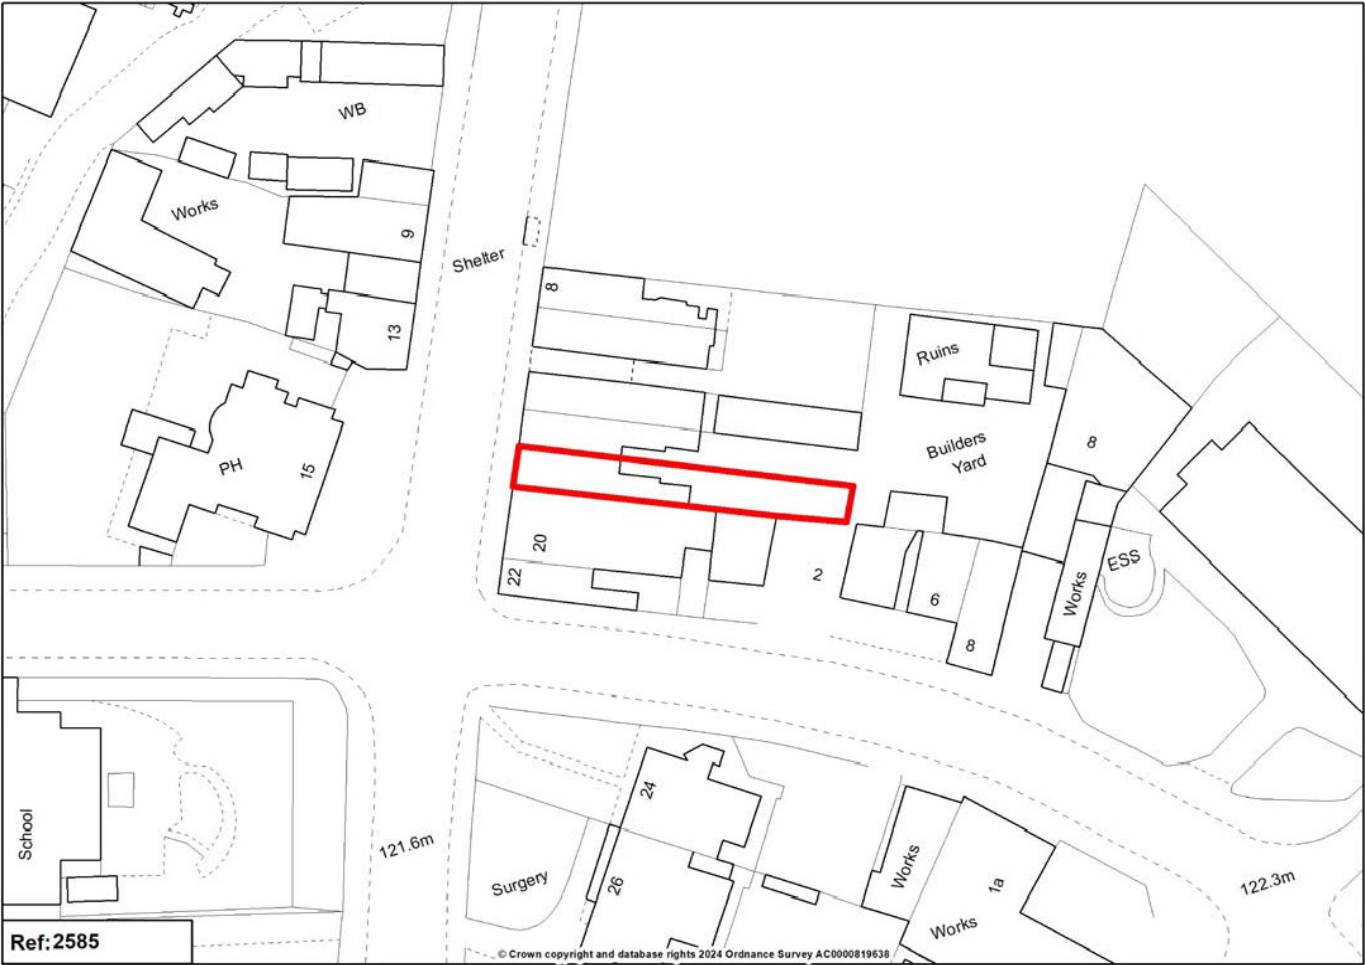 WB
Works
9
Shelter
8
13
Ruins
Builders
Yard
8
PH
15
20
22
2
6
8
Works
ESS
24
School
121.6m
Surgery
26
Works
1a
Works
122.3m
Ref:2585
© Crown copyright and database rights 2024 Ordnance Survey AC0000819638